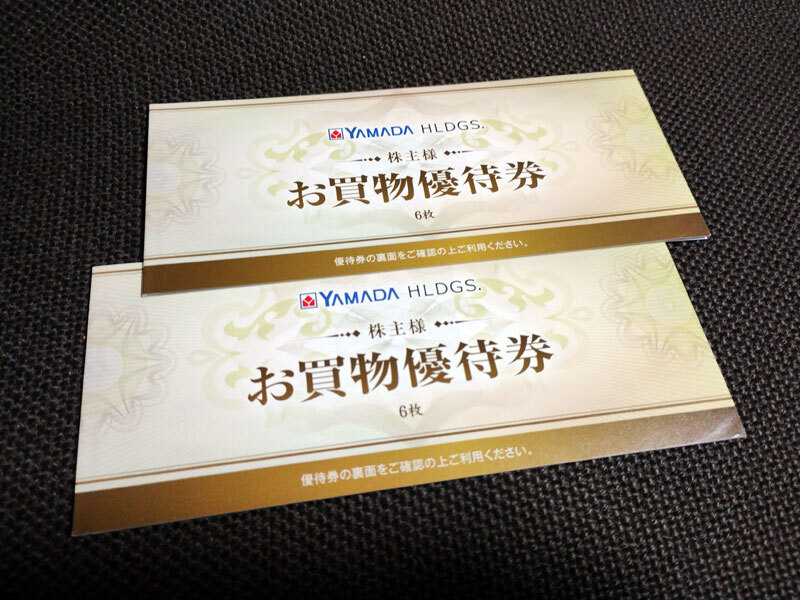 YAMADA HLDGS.
株主様
お買物優待券
6枚
優待券の裏面をご確認の上ご利用ください。
YAMADA HLDGS.
株主様
お買物優待券
6枚
優待券の裏面をご確認の上ご利用ください。